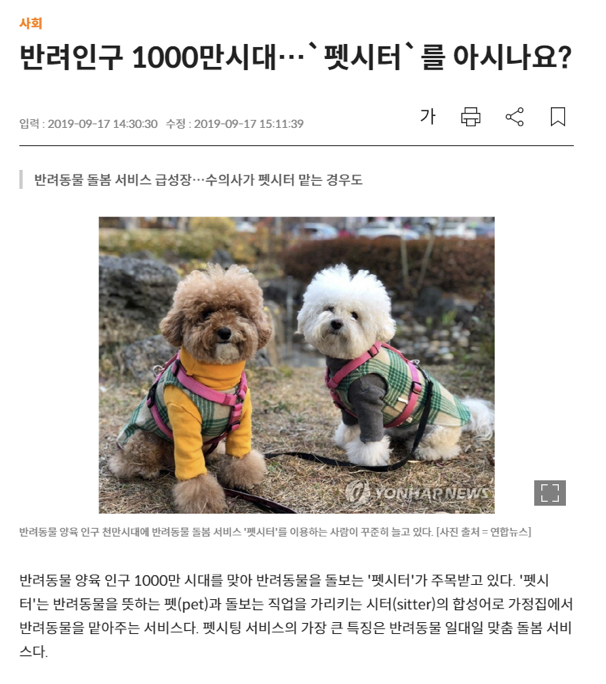 사회
반려인구 1000만시대…`펫시터`를 아시나요?
입력 : 2019-09-17 14:30:30 수정 : 2019-09-17 15:11:39
가
반려동물 돌봄 서비스 급성장…수의사가 펫시터 맡는 경우도
YONHAP NEWS
반려동물 양육 인구 천만시대에 반려동물 돌봄 서비스 '펫시터'를 이용하는 사람이 꾸준히 늘고 있다. [사진 출처 = 연합뉴스]
반려동물 양육 인구 1000만 시대를 맞아 반려동물을 돌보는 '펫시터'가 주목받고 있다. '펫시
터'는 반려동물을 뜻하는 펫(pet)과 돌보는 직업을 가리키는 시터(sitter)의 합성어로 가정집에서
반려동물을 맡아주는 서비스다. 펫시팅 서비스의 가장 큰 특징은 반려동물 일대일 맞춤 돌봄 서비
스다.